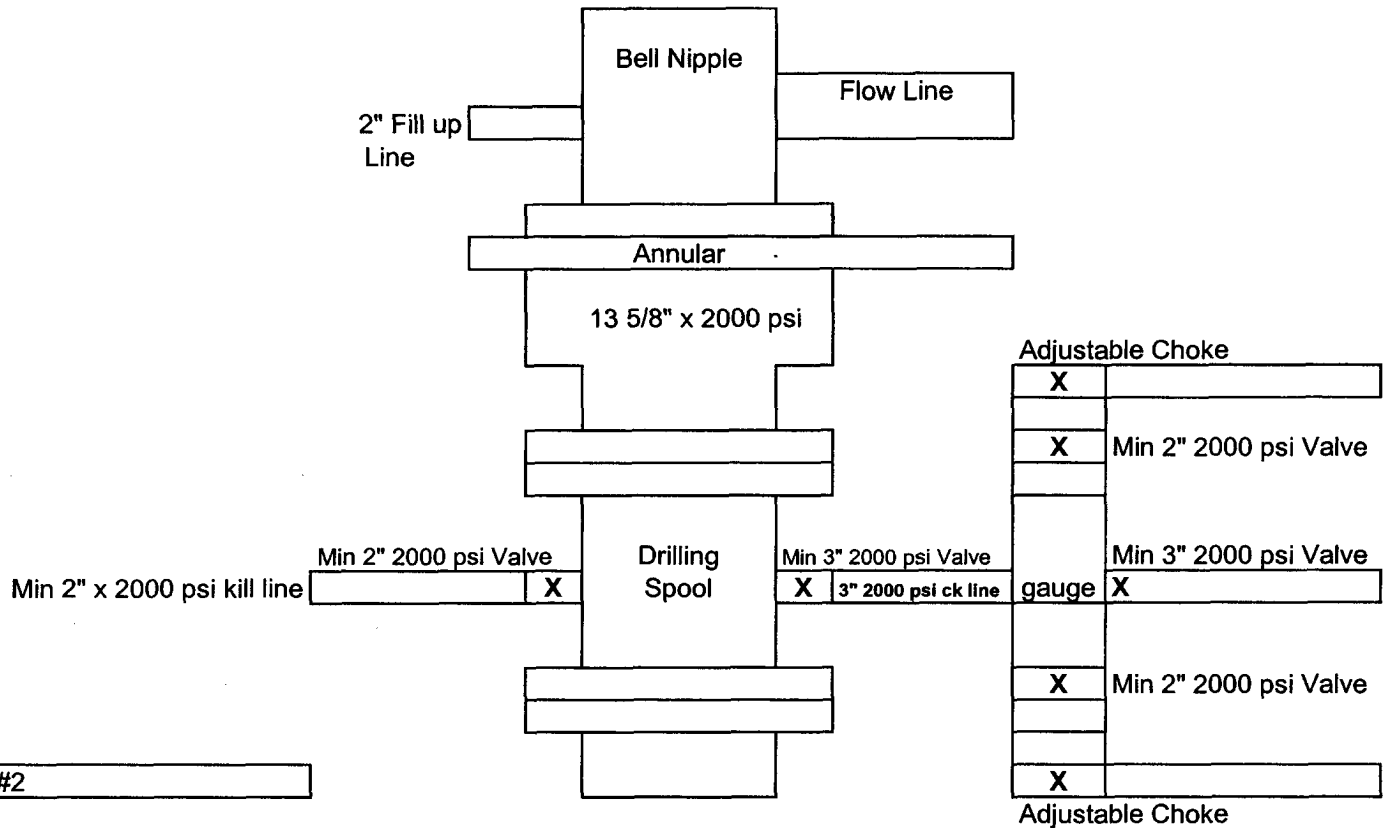 Bell Nipple
Flow Line
2" Fill up
Line
Annular
13 5/8" x 2000 psi
Adjustable Choke
X
X Min 2" 2000 psi Valve
Min 2" 2000 psi Valve
Drilling
Min 3" 2000 psi Valve
Min 3" 2000 psi Valve
Min 2" x 2000 psi kill line
X
Spool
X
3" 2000 psi ck line
gauge
X
X Min 2" 2000 psi Valve
#2
X
Adjustable Choke